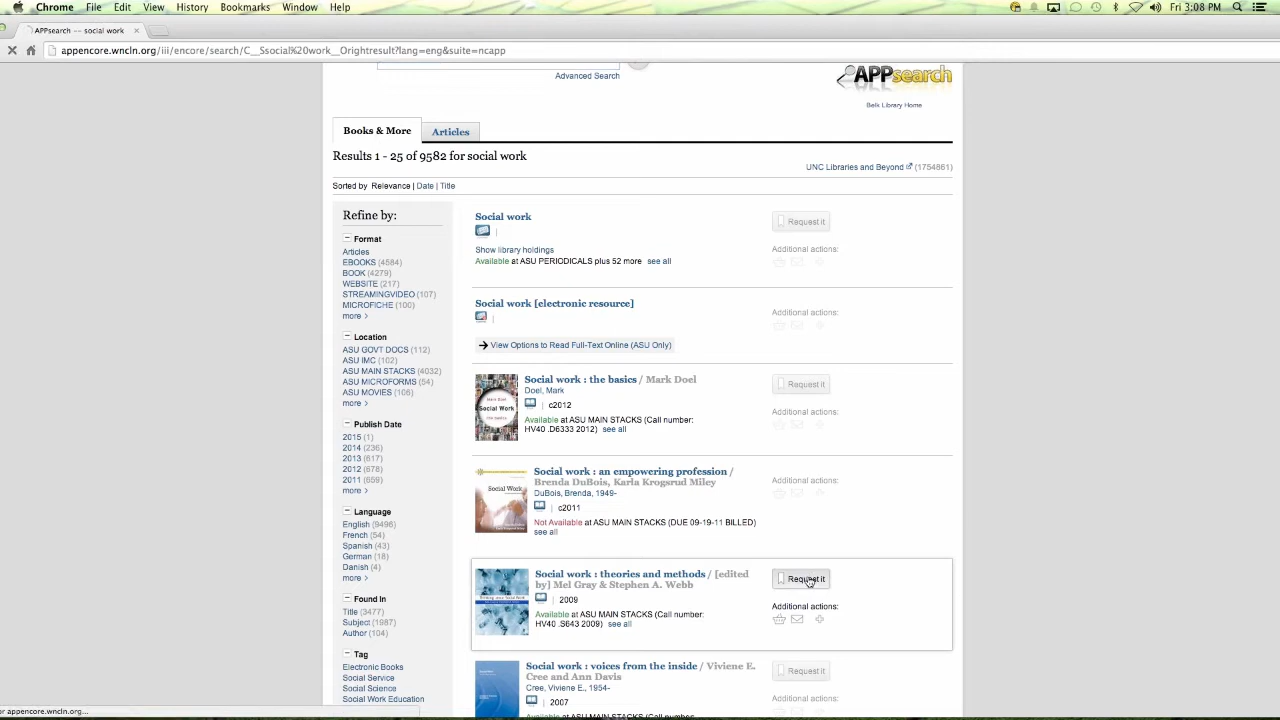 Chrome File Edit View History Bookmarks Window Help Fri 3:08 PM
APPsearch –– social work
appencore.wncln.org/iii/encore/search/C__Ssocial%20work__Orightresult?lang=eng&suite=ncapp
Advanced Search
APPsearch
Belk Library Home
Books & More Articles
Results 1 - 25 of 9582 for social work
UNC Libraries and Beyond (1754861)
Sorted by Relevance | Date | Title
Refine by:
Format
Articles
EBOOKS (4584)
BOOK (4279)
WEBSITE (217)
STREAMINGVIDEO (107)
MICROFICHE (100)
more >
Location
ASU GOVT DOCS (112)
ASU IMC (102)
ASU MAIN STACKS (4032)
ASU MICROFORMS (54)
ASU MOVIES (106)
more >
Publish Date
2015 (1)
2014 (236)
2013 (617)
2012 (678)
2011 (659)
more >
Language
English (9496)
French (54)
Spanish (43)
German (18)
Danish (4)
more >
Found In
Title (3477)
Subject (1987)
Author (104)
Tag
Electronic Books
Social Service
Social Science
Social Work Education
Social work
|
Show library holdings
Available at ASU PERIODICALS plus 52 more see all
Request it
Additional actions:
Social work [electronic resource]
|
View Options to Read Full-Text Online (ASU Only)
Additional actions:
Social Work
Social work : the basics / Mark Doel
Doel, Mark
| c2012
Available at ASU MAIN STACKS (Call number:
HV40 .D6333 2012) see all
Request it
Additional actions:
Social Work
Social work : an empowering profession /
Brenda DuBois, Karla Krogsrud Miley
DuBois, Brenda, 1949-
| c2011
Not Available at ASU MAIN STACKS (DUE 09-19-11 BILLED)
see all
Additional actions:
Social work : theories and methods / [edited
by] Mel Gray & Stephen A. Webb
| 2009
Available at ASU MAIN STACKS (Call number:
HV40 .S643 2009) see all
Request it
Additional actions:
Social work : voices from the inside / Viviene E.
Cree and Ann Davis
Cree, Viviene E., 1954-
| 2007
Available at ASU MAIN STACKS (Call number:
Request it
Additional actions:
or appencore.wncln.org...